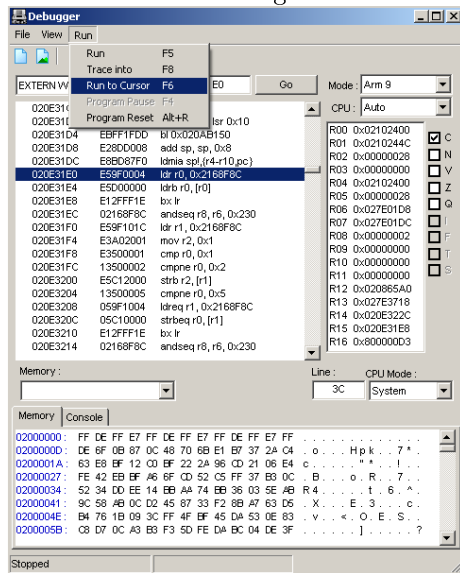 Debugger
File View Run
Run F5
Trace into F8
EXTERN W Run to Cursor F6 E0 Go Mode : Arm 9
Program Pause F4
Program Reset Alt+R
CPU : Auto
020E31
020E31 lsr 0x10
020E31D4 EBFF1FDD bl 0x020AB150
020E31D8 E28DD008 add sp, sp, 0x8
020E31DC E8BD87F0 ldmia sp!,{r4-r10,pc}
020E31E0 E59F0004 ldr r0, 0x2168F8C
020E31E4 E5D00000 ldrb r0, [r0]
020E31E8 E12FFF1E bx lr
020E31EC 02168F8C andseq r8, r6, 0x230
020E31F0 E59F101C ldr r1, 0x2168F8C
020E31F4 E3A02001 mov r2, 0x1
020E31F8 E3500001 cmp r0, 0x1
020E31FC 13500002 cmpne r0, 0x2
020E3200 E5C12000 strb r2, [r1]
020E3204 13500005 cmpne r0, 0x5
020E3208 059F1004 ldreq r1, 0x2168F8C
020E320C 05C10000 strbeq r0, [r1]
020E3210 E12FFF1E bx lr
020E3214 02168F8C andseq r8, r6, 0x230
R00 0x02102400
R01 0x0210244C
R02 0x00000028
R03 0x00000000
R04 0x02102400
R05 0x00000028
R06 0x027E01D8
R07 0x027E01DC
R08 0x00000002
R09 0x00000000
R10 0x00000000
R11 0x00000000
R12 0x020865A0
R13 0x027E3718
R14 0x020E322C
R15 0x020E31E8
R16 0x800000D3
C
N
V
Z
Q
I
F
T
S
Memory :
Line : CPU Mode :
3C System
Memory Console
02000000 : FF DE FF E7 FF DE FF E7 FF DE FF E7 FF . . . . . . . . . . . . .
0200000D : DE 6F 0B 87 0C 48 70 6B E1 B7 37 2A C4 . o . . . H p k . . 7 * .
0200001A : 63 E8 BF 12 C0 BF 22 2A 96 CD 21 06 E4 c . . . . . " * . . ! . .
02000027 : FE 42 EB BF A6 6F CD 52 C5 FF 37 B3 0C . B . . . o . R . . 7 . .
02000034 : 52 34 DD EE 14 BB AA 74 BB 36 03 5E AB R 4 . . . . . t . 6 . ^ .
02000041 : 9C 58 AB 0C D2 45 87 33 F2 8B A7 63 D5 . X . . . E . 3 . . . c .
0200004E : B4 76 1B 09 3C FF 4F BF 45 DA 53 0E 83 . v . . < . O . E . S . .
0200005B : C8 D7 0C A3 B3 F3 5D FE DA BC 04 DE 3F . . . . . . ] . . . . . ?
Stopped